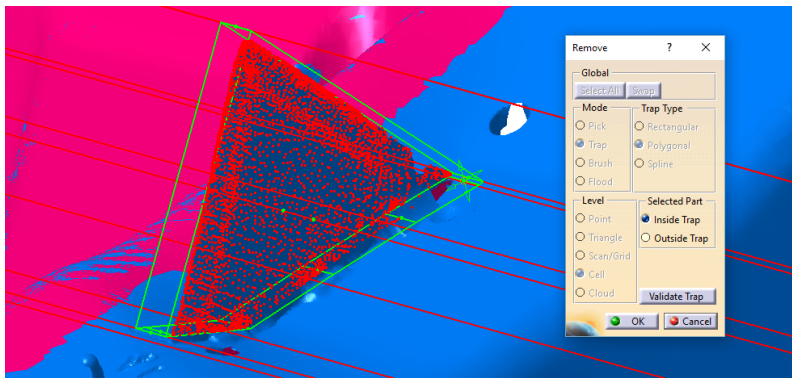 Remove ?
Global
Select All Swap
Mode
Trap Type
Pick
Rectangular
Trap
Polygonal
Brush
Spline
Flood
Level
Selected Part
Point
Inside Trap
Triangle
Outside Trap
Scan/Grid
Cell
Cloud
Validate Trap
OK Cancel